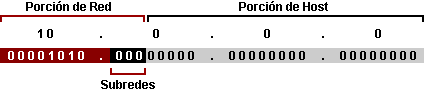 Porción de Red Porción de Host
10 . 0 . 0 . 0
00001010 . 00000000 . 00000000 . 00000000
Subredes